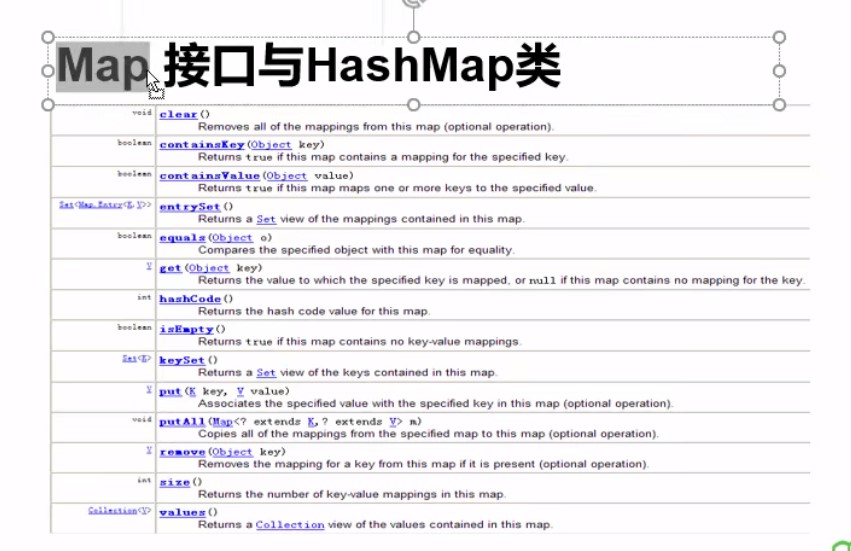 Map 接口与HashMap类
void clear()
Removes all of the mappings from this map (optional operation).
boolean containsKey(Object key)
Returns true if this map contains a mapping for the specified key.
boolean containsValue(Object value)
Returns true if this map maps one or more keys to the specified value.
Set<Map.Entry<K,V>> entrySet()
Returns a Set view of the mappings contained in this map.
boolean equals(Object o)
Compares the specified object with this map for equality.
V get(Object key)
Returns the value to which the specified key is mapped, or null if this map contains no mapping for the key.
int hashCode()
Returns the hash code value for this map.
boolean isEmpty()
Returns true if this map contains no key-value mappings.
Set<K> keySet()
Returns a Set view of the keys contained in this map.
V put(K key, V value)
Associates the specified value with the specified key in this map (optional operation).
void putAll(Map<? extends K,? extends V> m)
Copies all of the mappings from the specified map to this map (optional operation).
V remove(Object key)
Removes the mapping for a key from this map if it is present (optional operation).
int size()
Returns the number of key-value mappings in this map.
Collection<V> values()
Returns a Collection view of the values contained in this map.